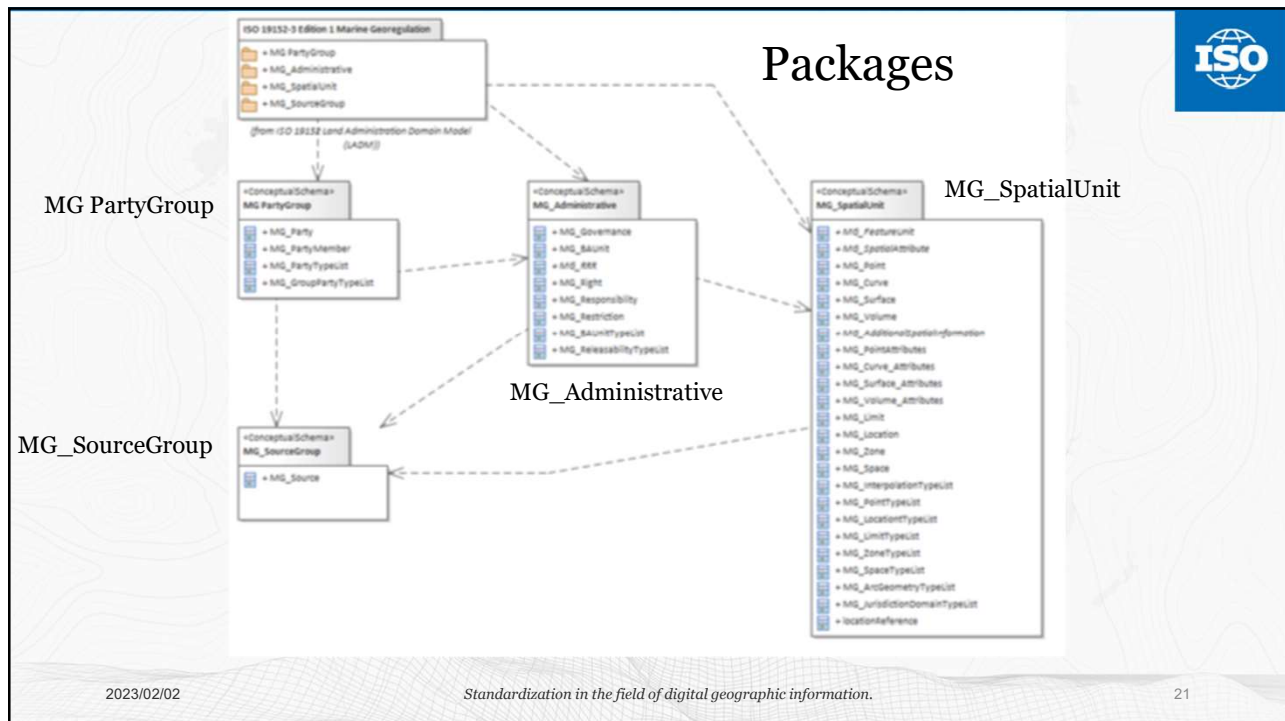 Packages
ISO
ISO 19152-3 Edition 1 Marine Georegulation
+ MG PartyGroup
+ MG_Administrative
+ MG_SpatialUnit
+ MG_SourceGroup
(from ISO 19152 Land Administration Domain Model
(LADM))
MG PartyGroup
«ConceptualSchema»
MG PartyGroup
+ MG_Party
+ MG_PartyMember
+ MG_PartyTypeList
+ MG_GroupPartyTypeList
«ConceptualSchema»
MG_Administrative
+ MG_Governance
+ MG_BAUnit
+ MG_RRR
+ MG_Right
+ MG_Responsibility
+ MG_Restriction
+ MG_BAUnitTypeList
+ MG_ReleasabilityTypeList
MG_Administrative
MG_SpatialUnit
«ConceptualSchema»
MG_SpatialUnit
+ MG_FeatureUnit
+ MG_SpatialAttribute
+ MG_Point
+ MG_Curve
+ MG_Surface
+ MG_Volume
+ MG_AdditionalSpatialInformation
+ MG_PointAttributes
+ MG_Curve_Attributes
+ MG_Surface_Attributes
+ MG_Volume_Attributes
+ MG_Limit
+ MG_Location
+ MG_Zone
+ MG_Space
+ MG_InterpolationTypeList
+ MG_PointTypeList
+ MG_LocationtTypeList
+ MG_LimitTypeList
+ MG_ZoneTypeList
+ MG_SpaceTypeList
+ MG_ArcGeometryTypeList
+ MG_JurisdictionDomainTypeList
+ locationReference
MG_SourceGroup
«ConceptualSchema»
MG_SourceGroup
+ MG_Source
2023/02/02
Standardization in the field of digital geographic information.
21